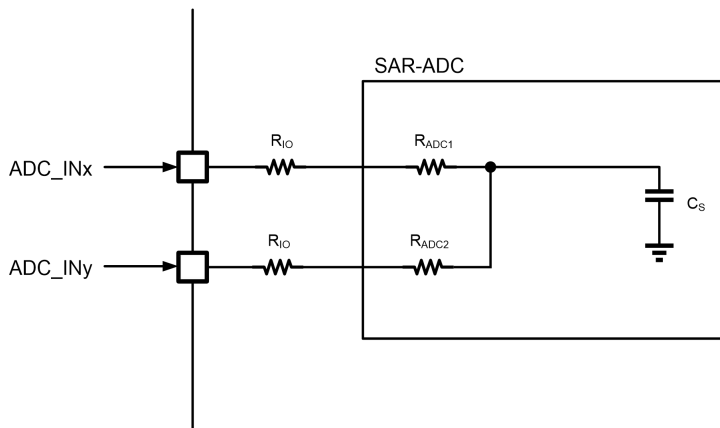 SAR-ADC
ADC_INx
R_IO
R_ADC1
C_S
ADC_INy
R_IO
R_ADC2